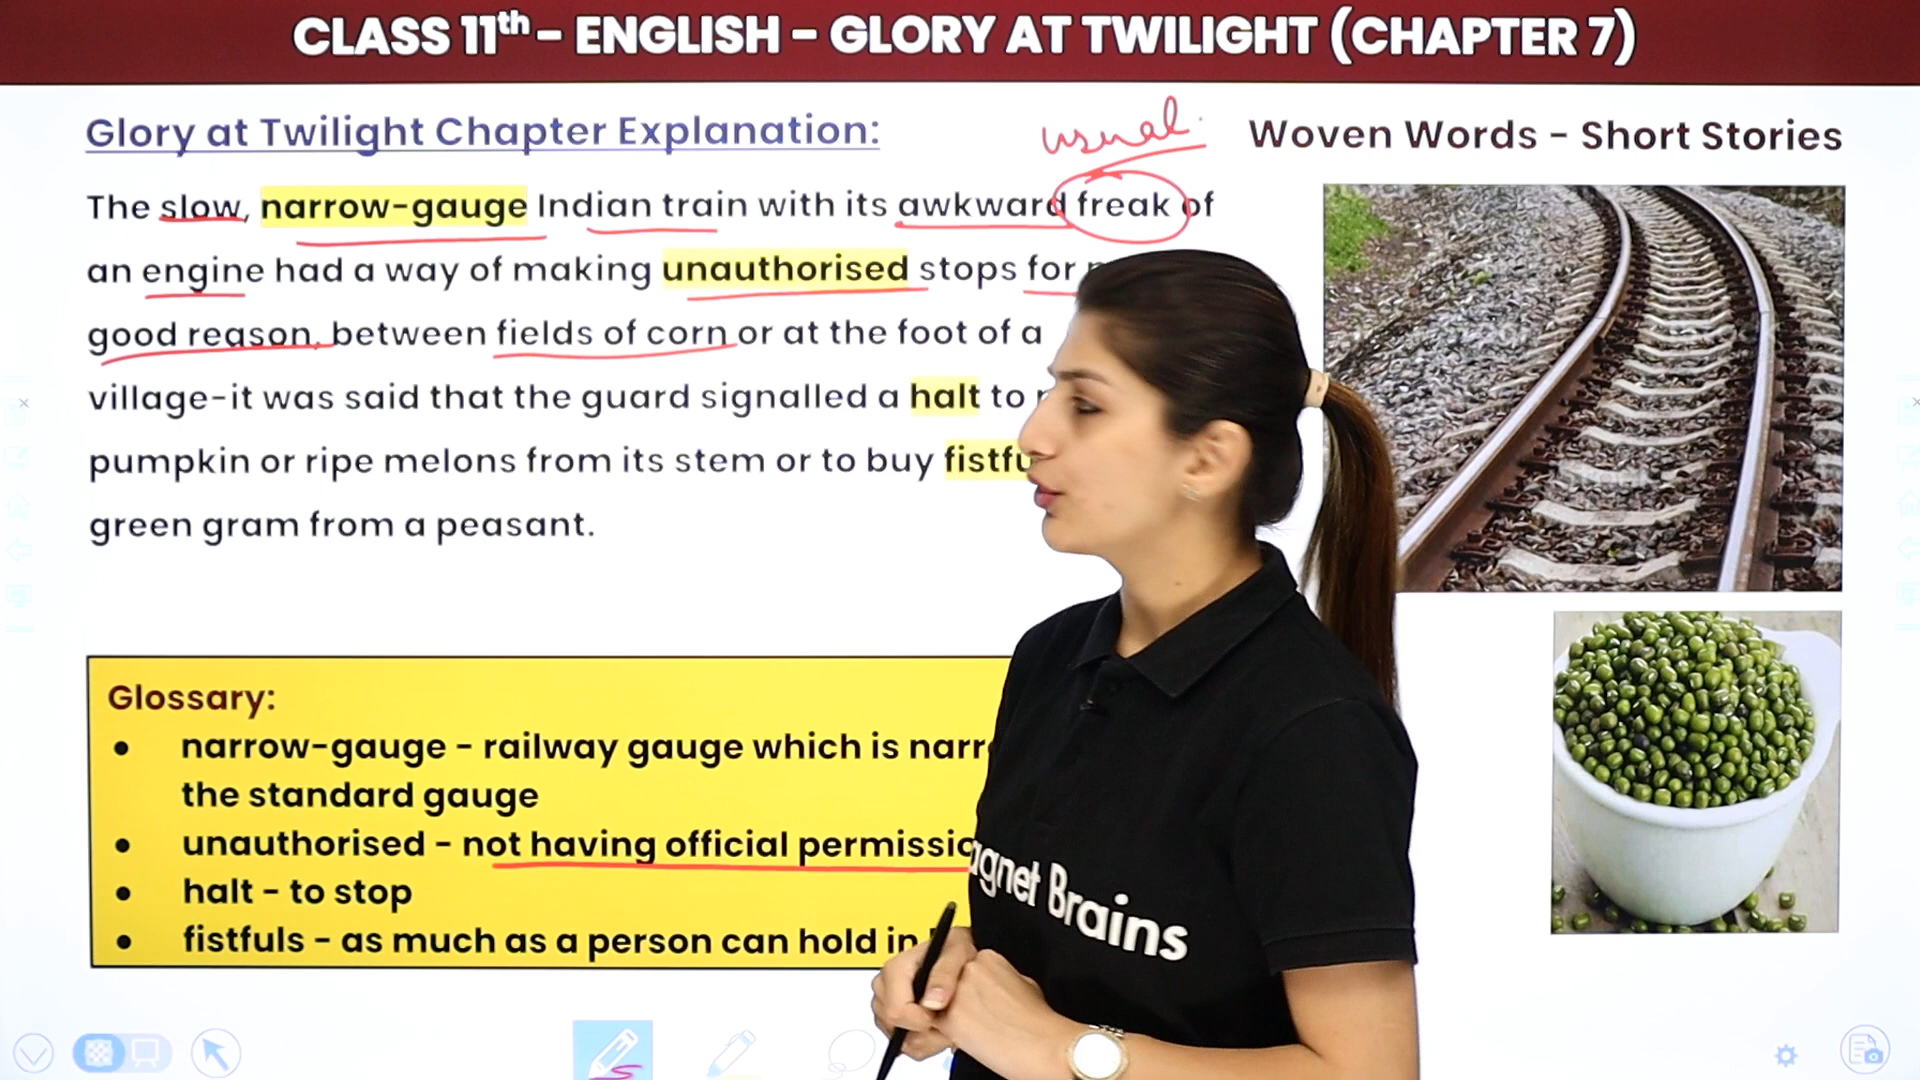 CLASS 11th – ENGLISH – GLORY AT TWILIGHT (CHAPTER 7)
Glory at Twilight Chapter Explanation:
usual.
Woven Words – Short Stories
The slow, narrow-gauge Indian train with its awkward freak of
an engine had a way of making unauthorised stops for
good reason, between fields of corn or at the foot of a
village-it was said that the guard signalled a halt to
pumpkin or ripe melons from its stem or to buy
green gram from a peasant.
Glossary:
• narrow-gauge – railway gauge which is
the standard gauge
• unauthorised – not having official
• halt – to stop
• fistfuls – as much as a person can hold in
Brains